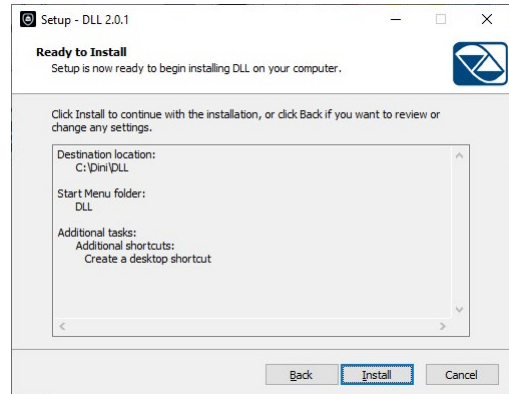 Setup - DLL 2.0.1
Ready to Install
Setup is now ready to begin installing DLL on your computer.
Click Install to continue with the installation, or click Back if you want to review or
change any settings.
Destination location:
C:\Dini\DLL
Start Menu folder:
DLL
Additional tasks:
Additional shortcuts:
Create a desktop shortcut
Back Install Cancel